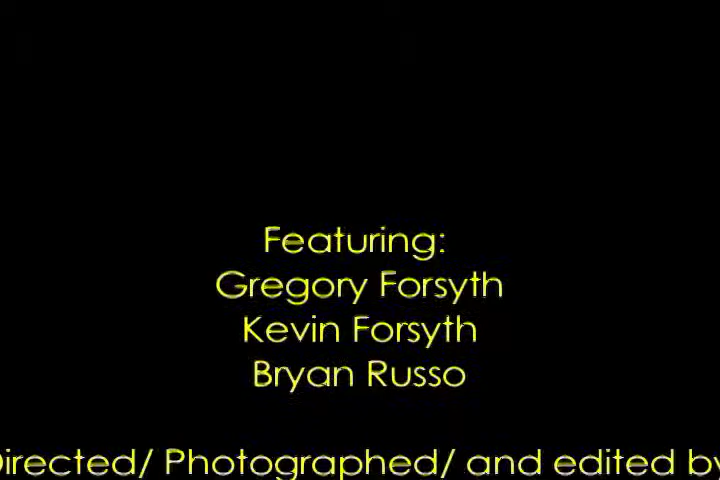 Featuring:
Gregory Forsyth
Kevin Forsyth
Bryan Russo
Directed/ Photographed/ and edited by